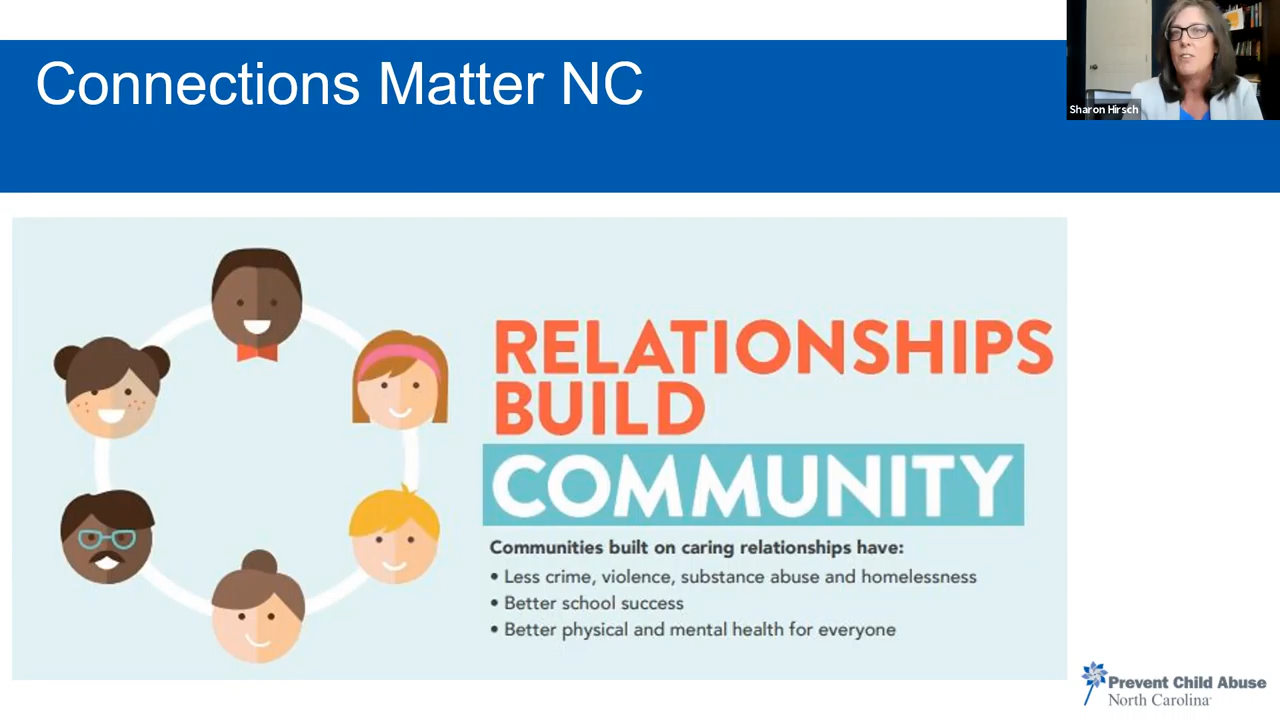 Connections Matter NC
Sharon Hirsch
RELATIONSHIPS
BUILD
COMMUNITY
Communities built on caring relationships have:
• Less crime, violence, substance abuse and homelessness
• Better school success
• Better physical and mental health for everyone
Prevent Child Abuse
North Carolina